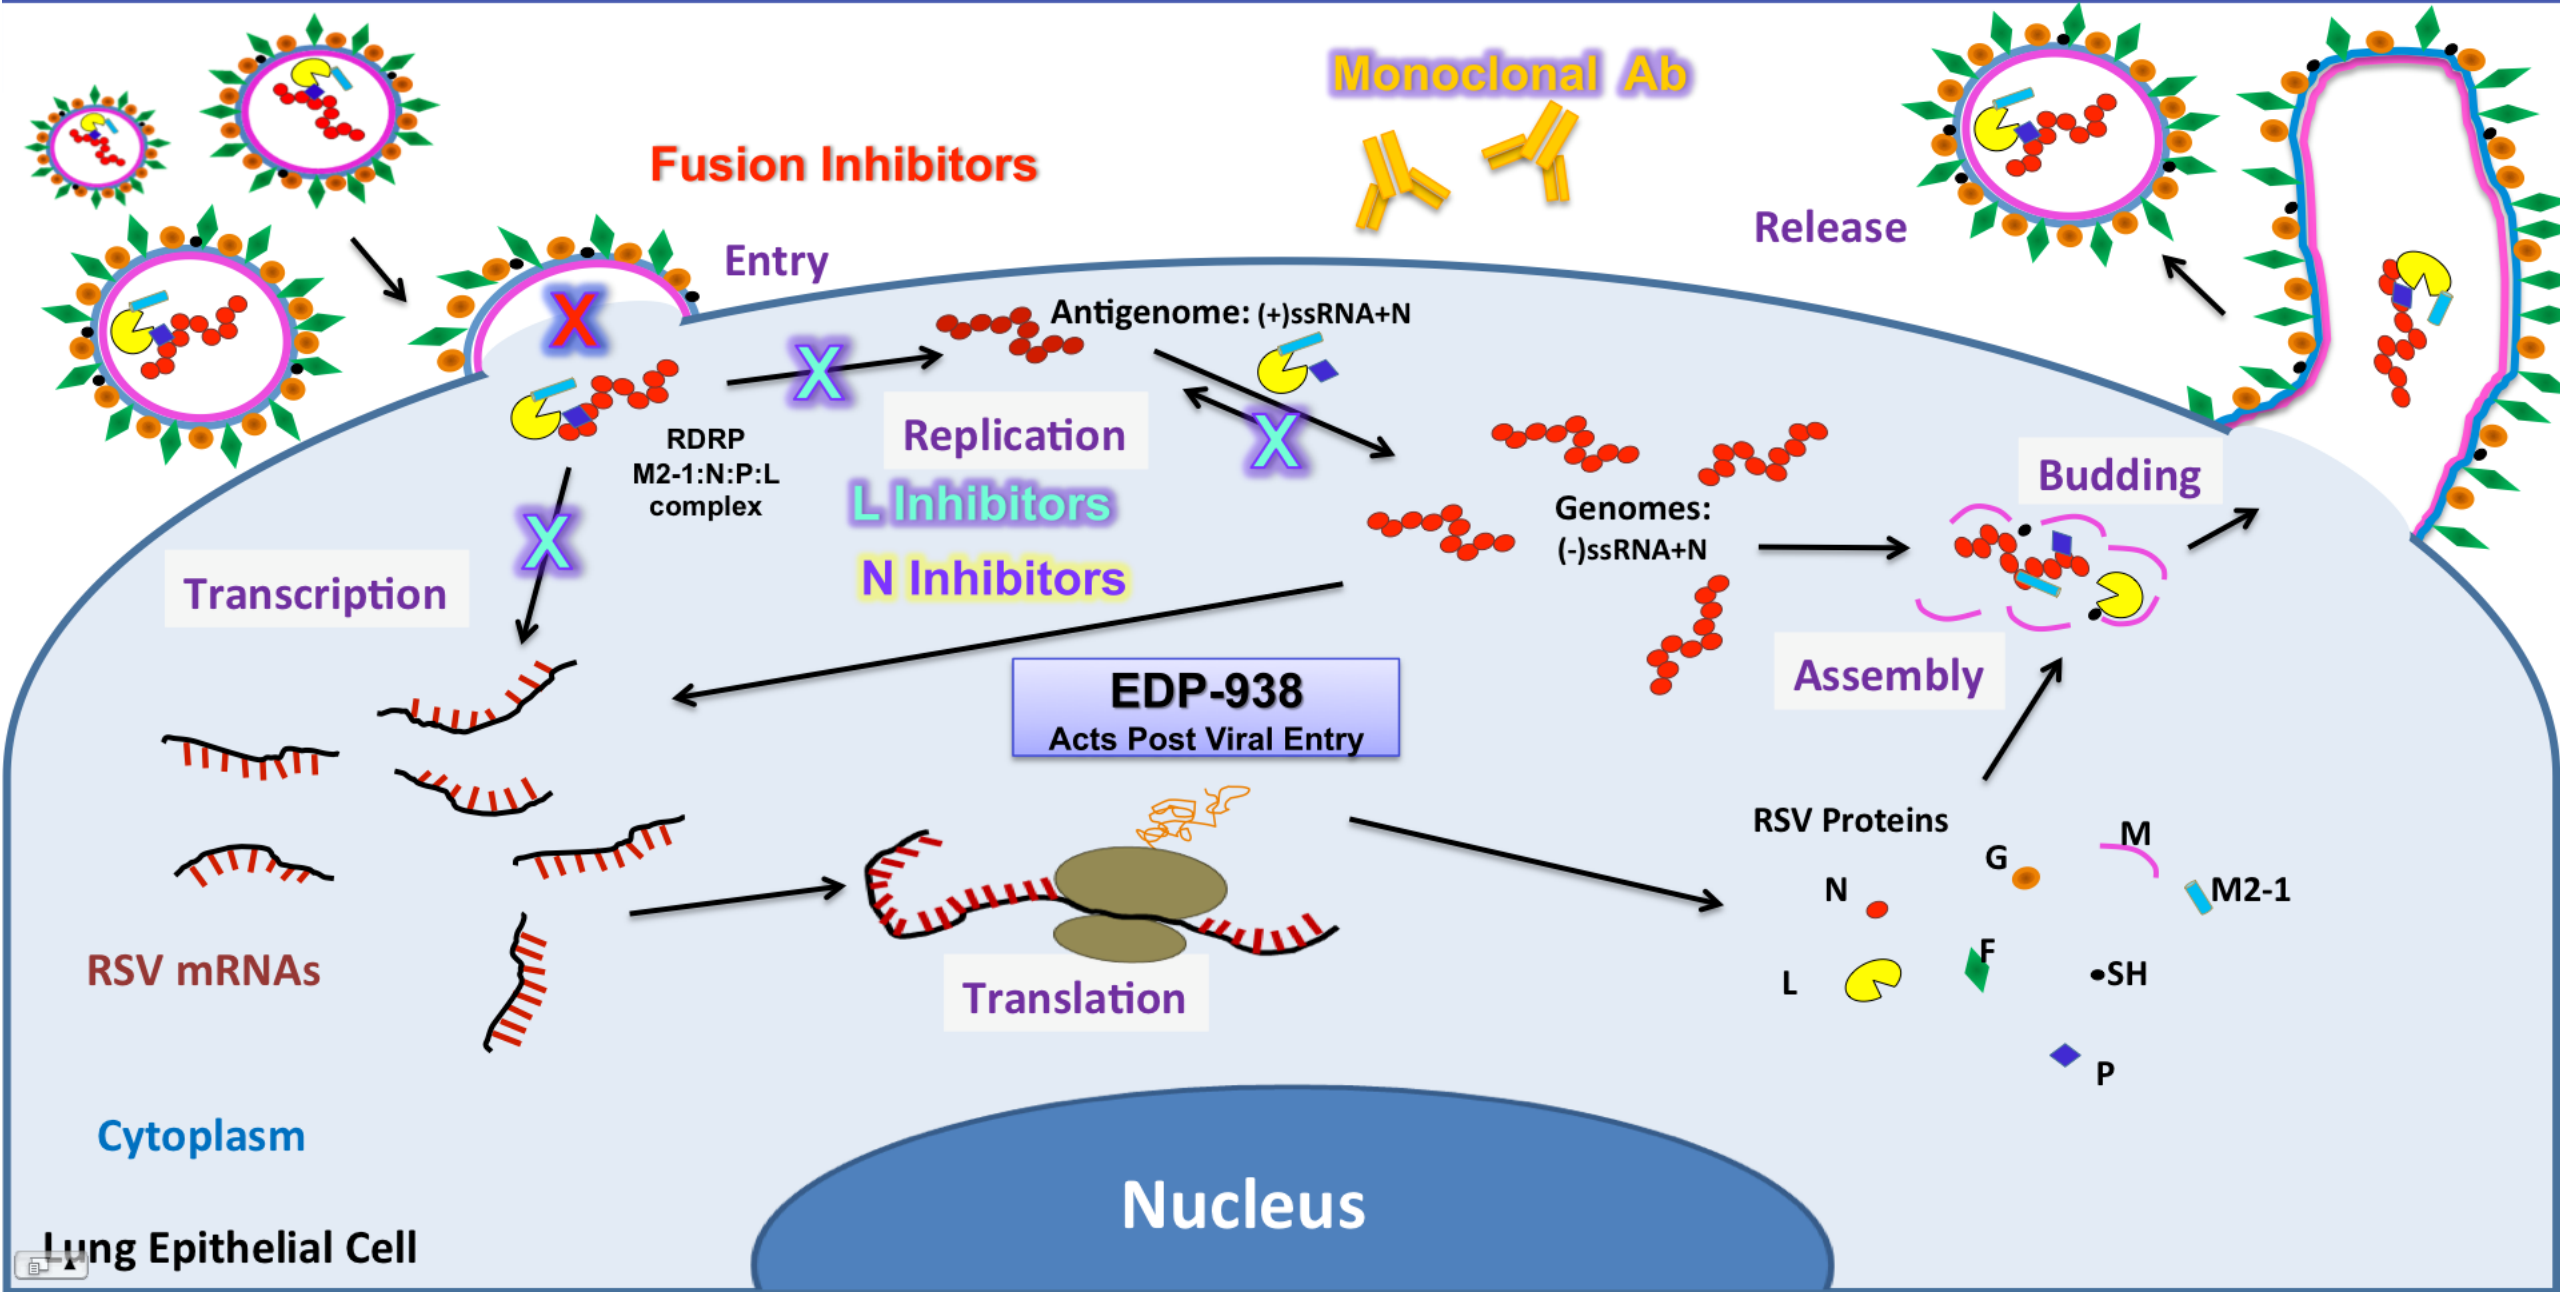 Monoclonal Ab
Fusion Inhibitors
Entry
Release
Antigenome: (+)ssRNA+N
RDRP
M2-1:N:P:L
complex
Replication
L Inhibitors
N Inhibitors
Transcription
Genomes:
(-)ssRNA+N
Budding
Assembly
EDP-938
Acts Post Viral Entry
RSV Proteins
G
M
N
M2-1
L
F
SH
P
RSV mRNAs
Translation
Cytoplasm
Nucleus
Lung Epithelial Cell
X
X
X
X